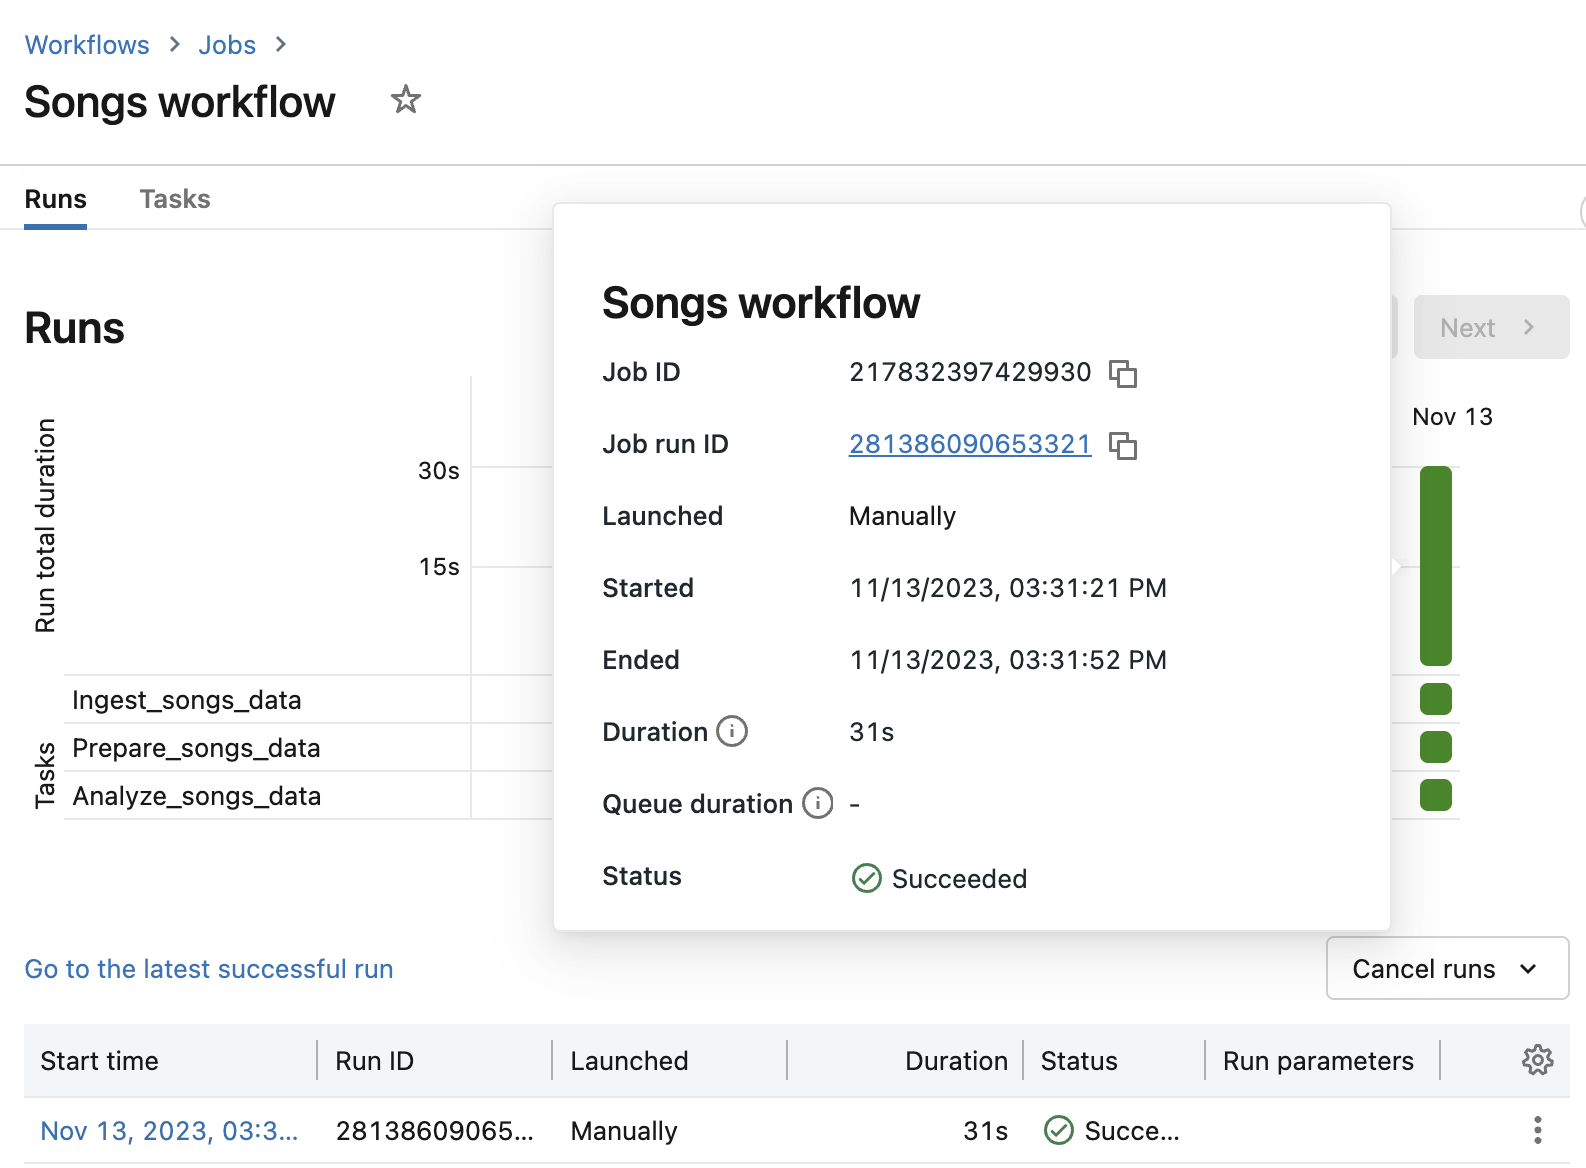 Workflows > Jobs >
Songs workflow
Runs Tasks
Runs
Next >
Nov 13
Run total duration
30s
15s
Tasks
Ingest_songs_data
Prepare_songs_data
Analyze_songs_data
Songs workflow
Job ID 217832397429930
Job run ID 281386090653321
Launched Manually
Started 11/13/2023, 03:31:21 PM
Ended 11/13/2023, 03:31:52 PM
Duration 31s
Queue duration -
Status Succeeded
Go to the latest successful run
Cancel runs
Start time Run ID Launched Duration Status Run parameters
Nov 13, 2023, 03:3... 28138609065... Manually 31s Succe...